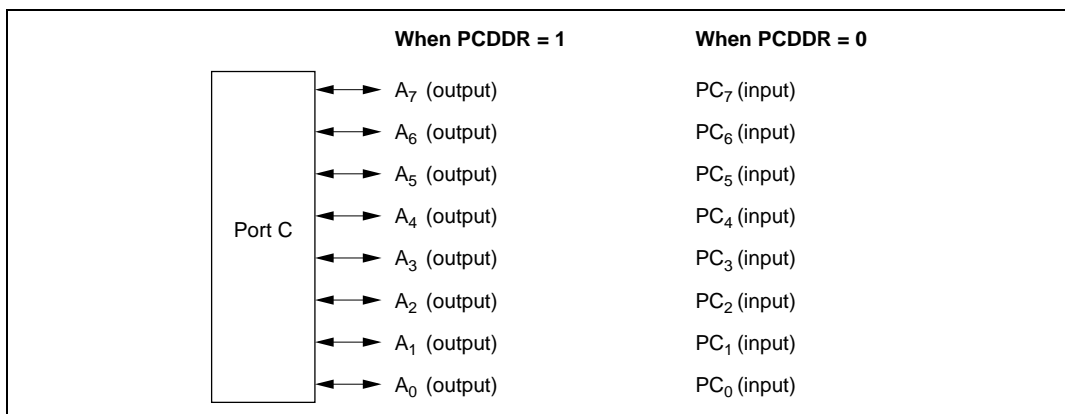 When PCDDR = 1 When PCDDR = 0
A7 (output) PC7 (input)
A6 (output) PC6 (input)
A5 (output) PC5 (input)
A4 (output) PC4 (input)
Port C
A3 (output) PC3 (input)
A2 (output) PC2 (input)
A1 (output) PC1 (input)
A0 (output) PC0 (input)